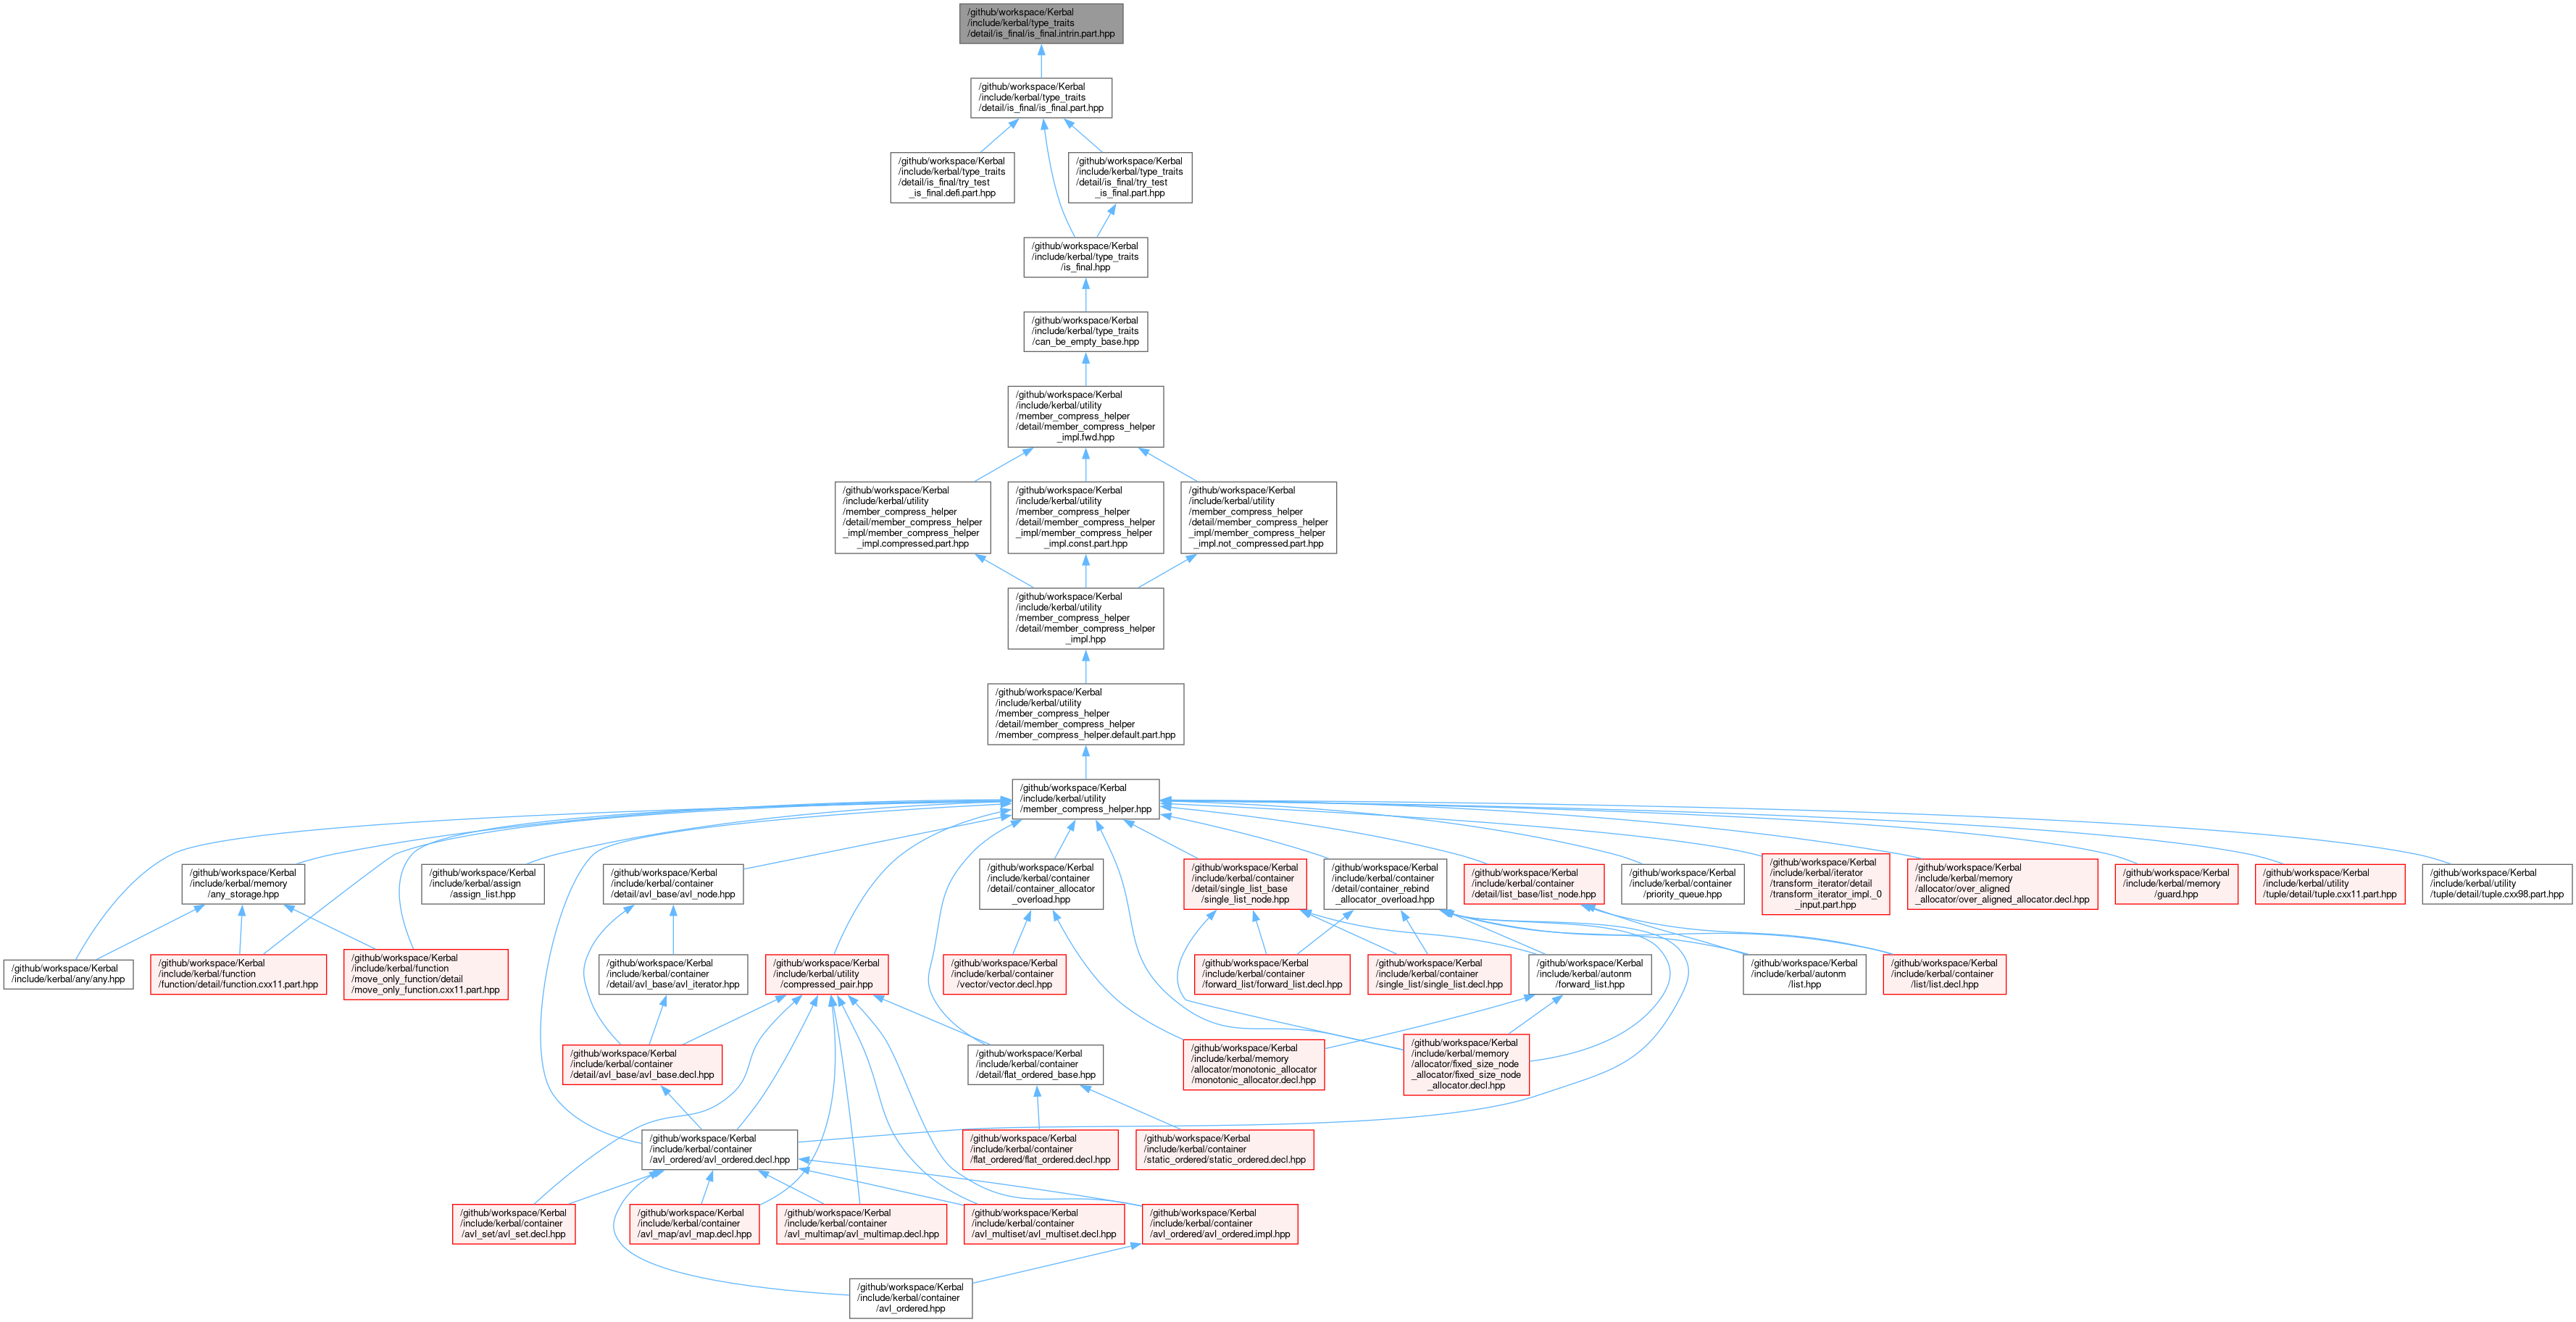 /github/workspace/Kerbal
/include/kerbal/type_traits
/detail/is_final/is_final.intrin.part.hpp
/github/workspace/Kerbal
/include/kerbal/type_traits
/detail/is_final/is_final.part.hpp
/github/workspace/Kerbal
/include/kerbal/type_traits
/detail/is_final/try_test
_is_final.defi.part.hpp
/github/workspace/Kerbal
/include/kerbal/type_traits
/detail/is_final/try_test
_is_final.part.hpp
/github/workspace/Kerbal
/include/kerbal/type_traits
/is_final.hpp
/github/workspace/Kerbal
/include/kerbal/type_traits
/can_be_empty_base.hpp
/github/workspace/Kerbal
/include/kerbal/utility
/member_compress_helper
/detail/member_compress_helper
_impl.fwd.hpp
/github/workspace/Kerbal
/include/kerbal/utility
/member_compress_helper
/detail/member_compress_helper
_impl/member_compress_helper
_impl.compressed.part.hpp
/github/workspace/Kerbal
/include/kerbal/utility
/member_compress_helper
/detail/member_compress_helper
_impl/member_compress_helper
_impl.const.part.hpp
/github/workspace/Kerbal
/include/kerbal/utility
/member_compress_helper
/detail/member_compress_helper
_impl/member_compress_helper
_impl.not_compressed.part.hpp
/github/workspace/Kerbal
/include/kerbal/utility
/member_compress_helper
/detail/member_compress_helper
_impl.hpp
/github/workspace/Kerbal
/include/kerbal/utility
/member_compress_helper
/detail/member_compress_helper
/member_compress_helper.default.part.hpp
/github/workspace/Kerbal
/include/kerbal/utility
/member_compress_helper.hpp
/github/workspace/Kerbal
/include/kerbal/memory
/any_storage.hpp
/github/workspace/Kerbal
/include/kerbal/assign
/assign_list.hpp
/github/workspace/Kerbal
/include/kerbal/container
/detail/avl_base/avl_node.hpp
/github/workspace/Kerbal
/include/kerbal/container
/detail/container_allocator
_overload.hpp
/github/workspace/Kerbal
/include/kerbal/container
/detail/single_list_base
/single_list_node.hpp
/github/workspace/Kerbal
/include/kerbal/container
/detail/container_rebind
_allocator_overload.hpp
/github/workspace/Kerbal
/include/kerbal/container
/detail/list_base/list_node.hpp
/github/workspace/Kerbal
/include/kerbal/container
/priority_queue.hpp
/github/workspace/Kerbal
/include/kerbal/iterator
/transform_iterator/detail
/transform_iterator_impl._0
_input.part.hpp
/github/workspace/Kerbal
/include/kerbal/memory
/allocator/over_aligned
_allocator/over_aligned_allocator.decl.hpp
/github/workspace/Kerbal
/include/kerbal/memory
/guard.hpp
/github/workspace/Kerbal
/include/kerbal/utility
/tuple/detail/tuple.cxx11.part.hpp
/github/workspace/Kerbal
/include/kerbal/utility
/tuple/detail/tuple.cxx98.part.hpp
/github/workspace/Kerbal
/include/kerbal/any/any.hpp
/github/workspace/Kerbal
/include/kerbal/function
/function/detail/function.cxx11.part.hpp
/github/workspace/Kerbal
/include/kerbal/function
/move_only_function/detail
/move_only_function.cxx11.part.hpp
/github/workspace/Kerbal
/include/kerbal/container
/detail/avl_base/avl_iterator.hpp
/github/workspace/Kerbal
/include/kerbal/utility
/compressed_pair.hpp
/github/workspace/Kerbal
/include/kerbal/container
/vector/vector.decl.hpp
/github/workspace/Kerbal
/include/kerbal/container
/forward_list/forward_list.decl.hpp
/github/workspace/Kerbal
/include/kerbal/container
/single_list/single_list.decl.hpp
/github/workspace/Kerbal
/include/kerbal/autonm
/forward_list.hpp
/github/workspace/Kerbal
/include/kerbal/autonm
/list.hpp
/github/workspace/Kerbal
/include/kerbal/container
/list/list.decl.hpp
/github/workspace/Kerbal
/include/kerbal/container
/detail/avl_base/avl_base.decl.hpp
/github/workspace/Kerbal
/include/kerbal/container
/detail/flat_ordered_base.hpp
/github/workspace/Kerbal
/include/kerbal/memory
/allocator/monotonic_allocator
/monotonic_allocator.decl.hpp
/github/workspace/Kerbal
/include/kerbal/memory
/allocator/fixed_size_node
_allocator/fixed_size_node
_allocator.decl.hpp
/github/workspace/Kerbal
/include/kerbal/container
/avl_ordered/avl_ordered.decl.hpp
/github/workspace/Kerbal
/include/kerbal/container
/flat_ordered/flat_ordered.decl.hpp
/github/workspace/Kerbal
/include/kerbal/container
/static_ordered/static_ordered.decl.hpp
/github/workspace/Kerbal
/include/kerbal/container
/avl_set/avl_set.decl.hpp
/github/workspace/Kerbal
/include/kerbal/container
/avl_map/avl_map.decl.hpp
/github/workspace/Kerbal
/include/kerbal/container
/avl_multimap/avl_multimap.decl.hpp
/github/workspace/Kerbal
/include/kerbal/container
/avl_multiset/avl_multiset.decl.hpp
/github/workspace/Kerbal
/include/kerbal/container
/avl_ordered/avl_ordered.impl.hpp
/github/workspace/Kerbal
/include/kerbal/container
/avl_ordered.hpp